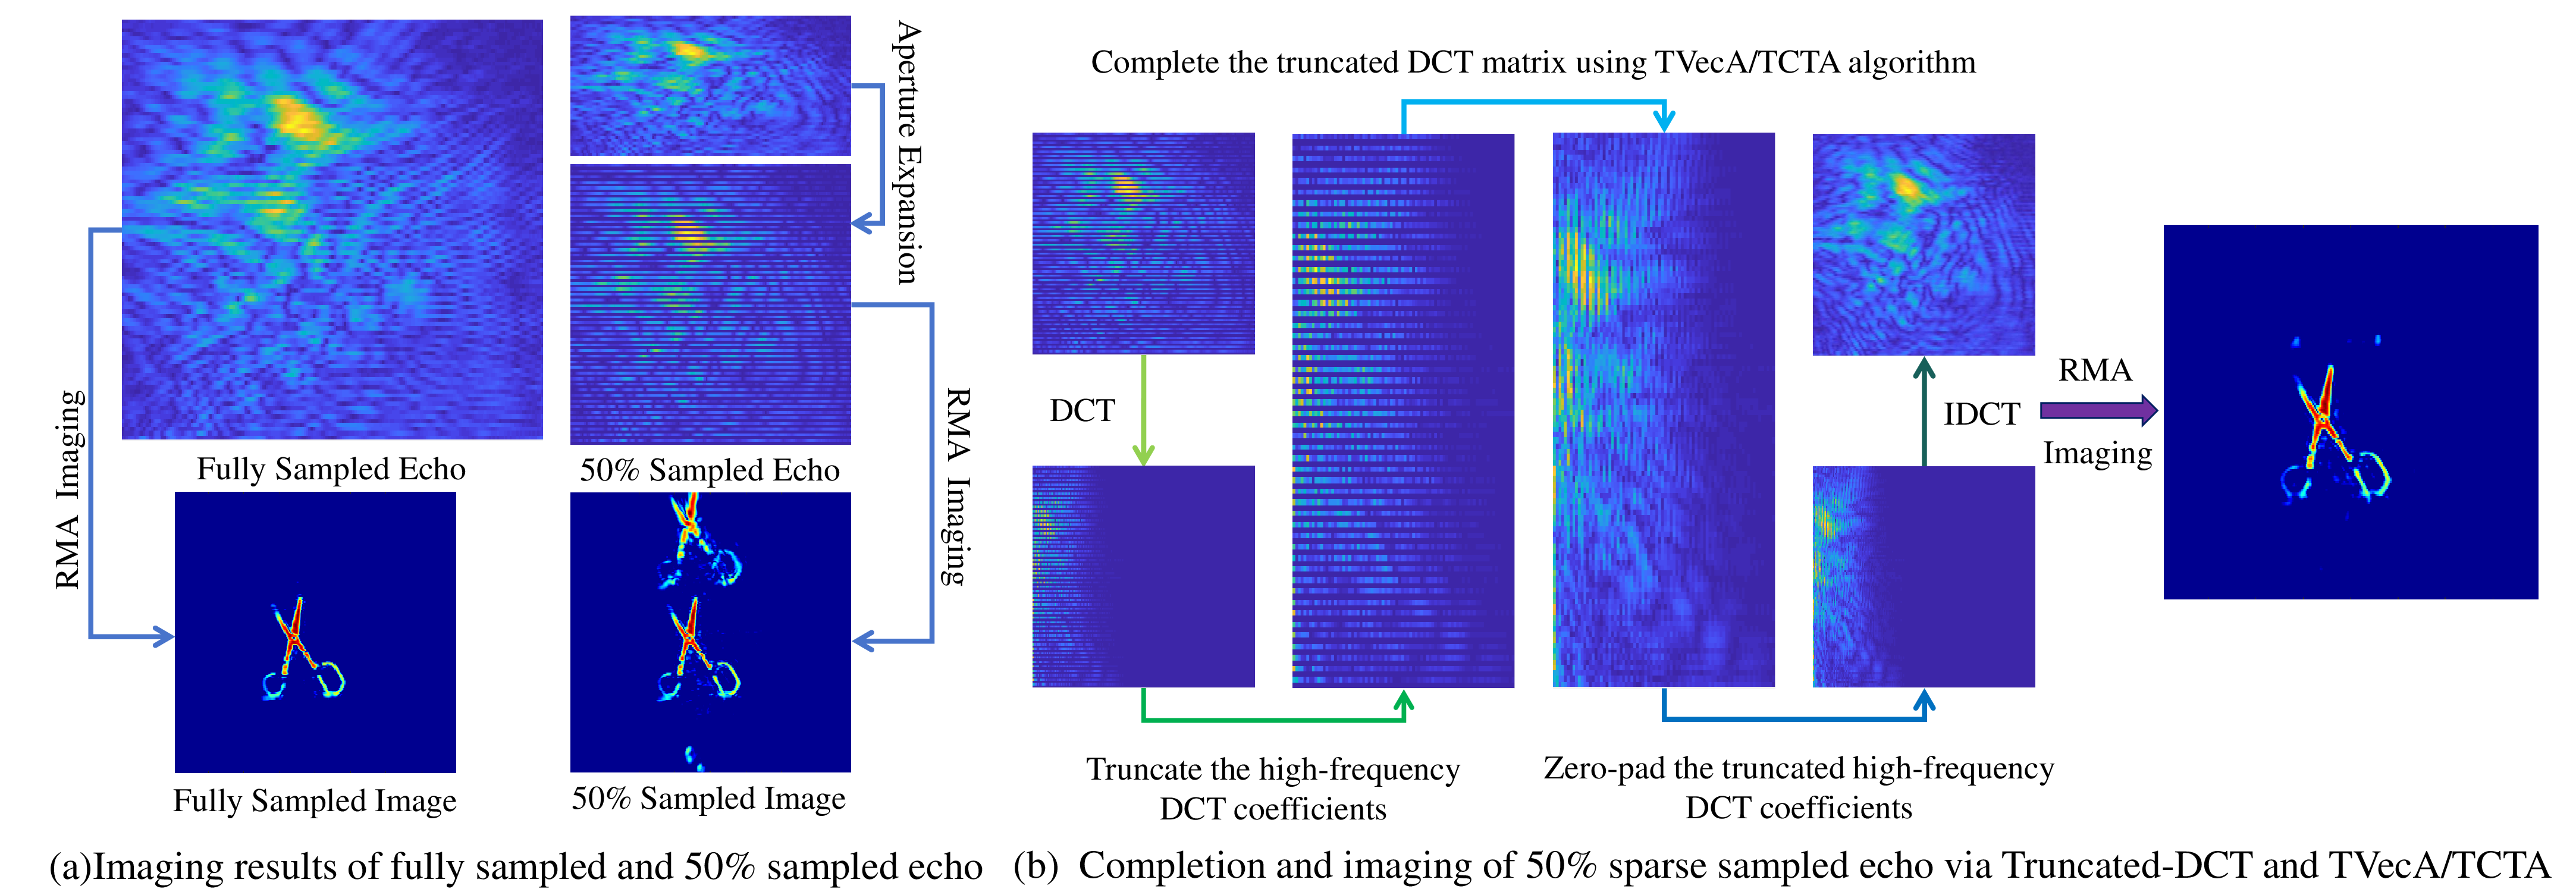 Aperture Expansion
RMA Imaging
Fully Sampled Echo
50% Sampled Echo
RMA Imaging
Fully Sampled Image
50% Sampled Image
(a)Imaging results of fully sampled and 50% sampled echo
Complete the truncated DCT matrix using TVecA/TCTA algorithm
DCT
IDCT
RMA
Imaging
Truncate the high-frequency
DCT coefficients
Zero-pad the truncated high-frequency
DCT coefficients
(b) Completion and imaging of 50% sparse sampled echo via Truncated-DCT and TVecA/TCTA